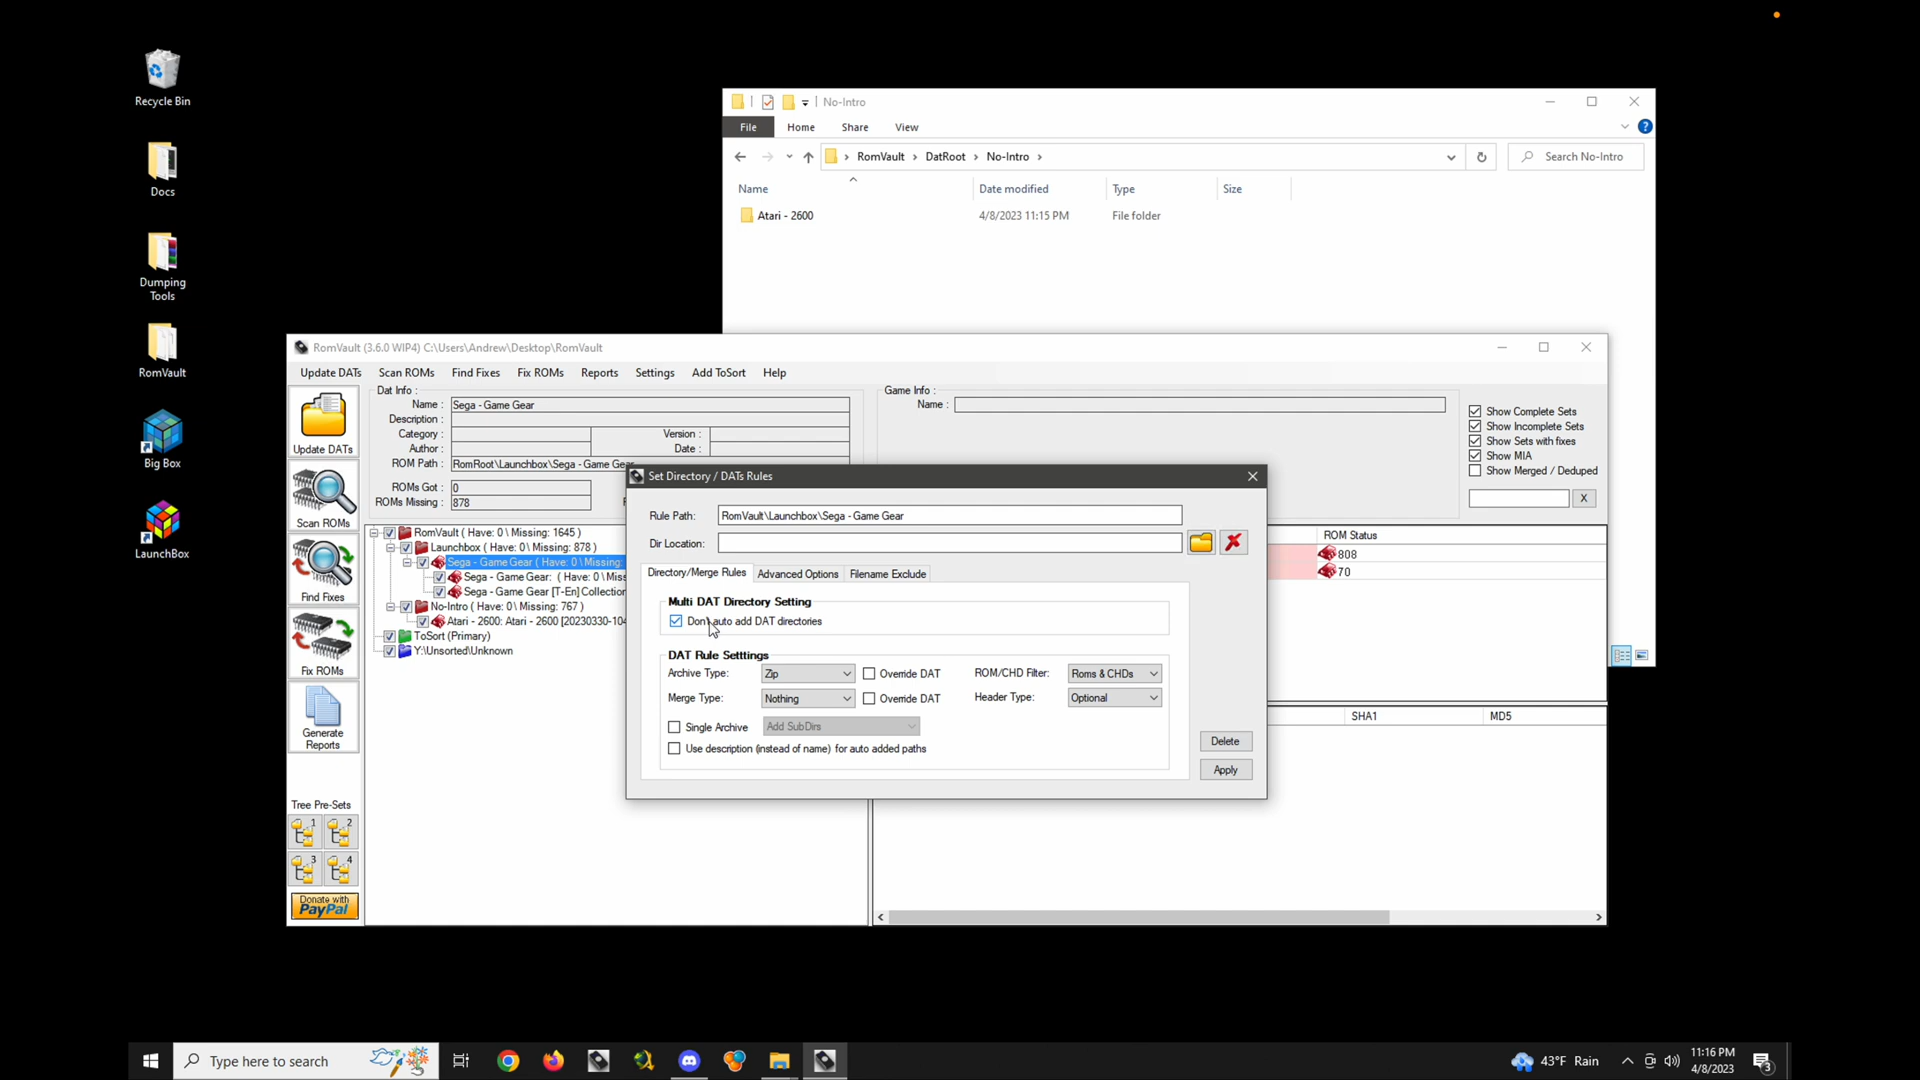 Recycle Bin
Docs
Dumping
Tools
RomVault
Big Box
LaunchBox
No-Intro
File
Home
Share
View
RomVault
DatRoot
No-Intro
Search No-Intro
Name
Date modified
Type
Size
Atari - 2600
4/8/2023 11:15 PM
File folder
RomVault (3.6.0 WIP4) C:\Users\Andrew\Desktop\RomVault
Update DATs
Scan ROMs
Find Fixes
Fix ROMs
Reports
Settings
Add ToSort
Help
Update DATs
Scan ROMs
Find Fixes
Fix ROMs
Generate
Reports
Tree Pre-Sets
1
2
3
4
Donate with
PayPal
Dat Info :
Name : Sega - Game Gear
Description :
Category :
Version :
Author :
Date :
ROM Path : RomRoot\Launchbox\Sega - Game Gear
ROMs Got : 0
ROMs Missing : 878
Game Info :
Name :
Show Complete Sets
Show Incomplete Sets
Show Sets with fixes
Show MIA
Show Merged / Deduped
X
RomVault ( Have: 0 \ Missing: 1645 )
Launchbox ( Have: 0 \ Missing: 878 )
Sega - Game Gear ( Have: 0 \ Missing:
Sega - Game Gear: ( Have: 0 \ Miss
Sega - Game Gear [T-En] Collection
No-Intro ( Have: 0 \ Missing: 767 )
Atari - 2600: Atari - 2600 [20230330-104
ToSort (Primary)
Y:\Unsorted\Unknown
ROM Status
808
70
SHA1
MD5
Set Directory / DATs Rules
Rule Path: RomVault\Launchbox\Sega - Game Gear
Dir Location:
Directory/Merge Rules
Advanced Options
Filename Exclude
Multi DAT Directory Setting
Don't auto add DAT directories
DAT Rule Setttings
Archive Type: Zip
Override DAT
ROM/CHD Filter: Roms & CHDs
Merge Type: Nothing
Override DAT
Header Type: Optional
Single Archive
Add SubDirs
Use description (instead of name) for auto added paths
Delete
Apply
Type here to search
43°F Rain
11:16 PM
4/8/2023
3